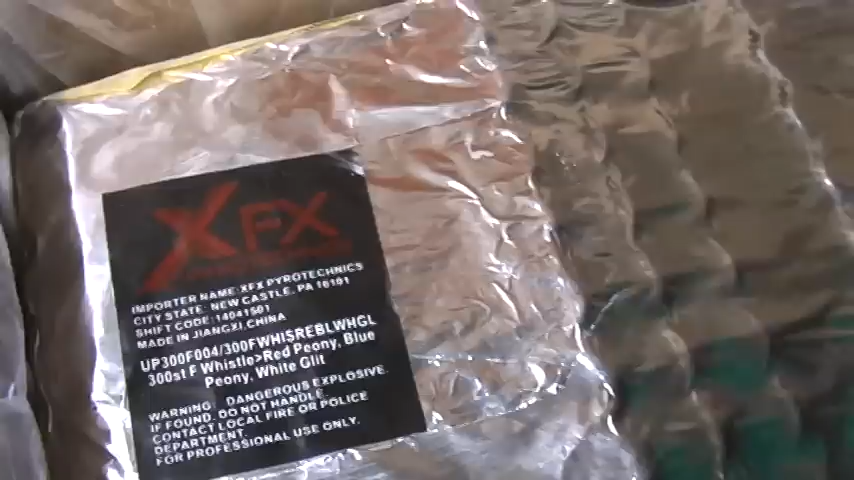 XFX
IMPORTER NAME: XFX PYROTECHNICS
CITY STATE: NEW CASTLE, PA 16101
SHIFT CODE: 14041501
MADE IN JIANGXI, CHINA
UP300F004/300FWHISREBLWHGL
300st F Whistle>Red Peony, Blue
Peony, White Glit
WARNING: DANGEROUS EXPLOSIVE.
IF FOUND, DO NOT HANDLE.
CONTACT LOCAL FIRE OR POLICE
DEPARTMENT.
FOR PROFESSIONAL USE ONLY.